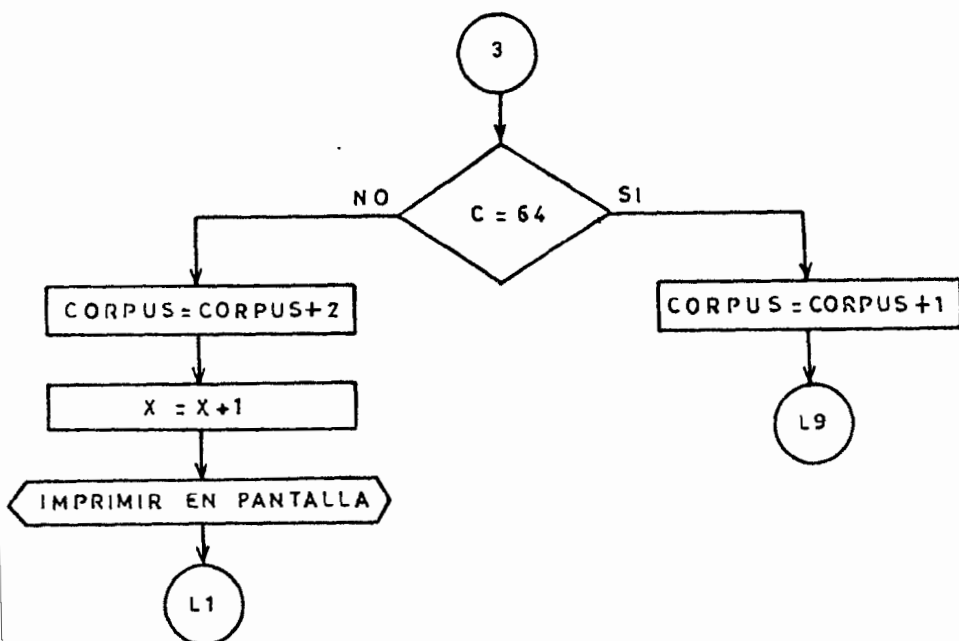 3
NO
SI
C = 64
CORPUS=CORPUS+2
CORPUS=CORPUS+1
X = X+1
L9
IMPRIMIR EN PANTALLA
L1